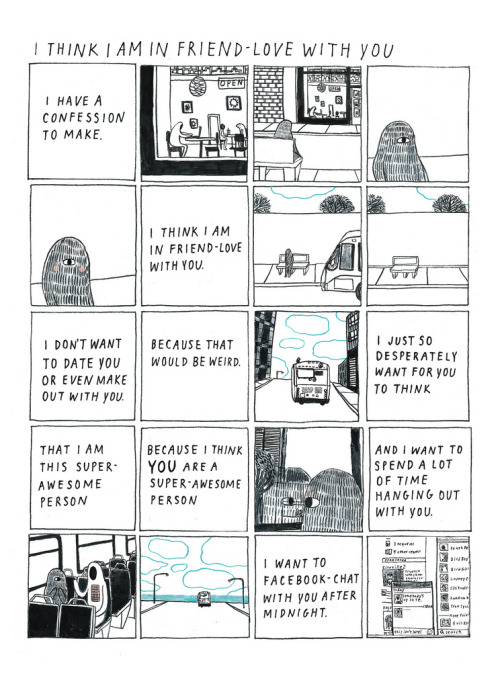 I THINK I AM IN FRIEND-LOVE WITH YOU
I HAVE A
CONFESSION
TO MAKE.
OPEN
I THINK I AM
IN FRIEND-LOVE
WITH YOU.
I DON'T WANT
TO DATE YOU
OR EVEN MAKE
OUT WITH YOU.
BECAUSE THAT
WOULD BE WEIRD.
I JUST SO
DESPERATELY
WANT FOR YOU
TO THINK
THAT I AM
THIS SUPER-
AWESOME
PERSON
BECAUSE I THINK
YOU ARE A
SUPER-AWESOME
PERSON
AND I WANT TO
SPEND A LOT
OF TIME
HANGING OUT
WITH YOU.
I WANT TO
FACEBOOK-CHAT
WITH YOU AFTER
MIDNIGHT.